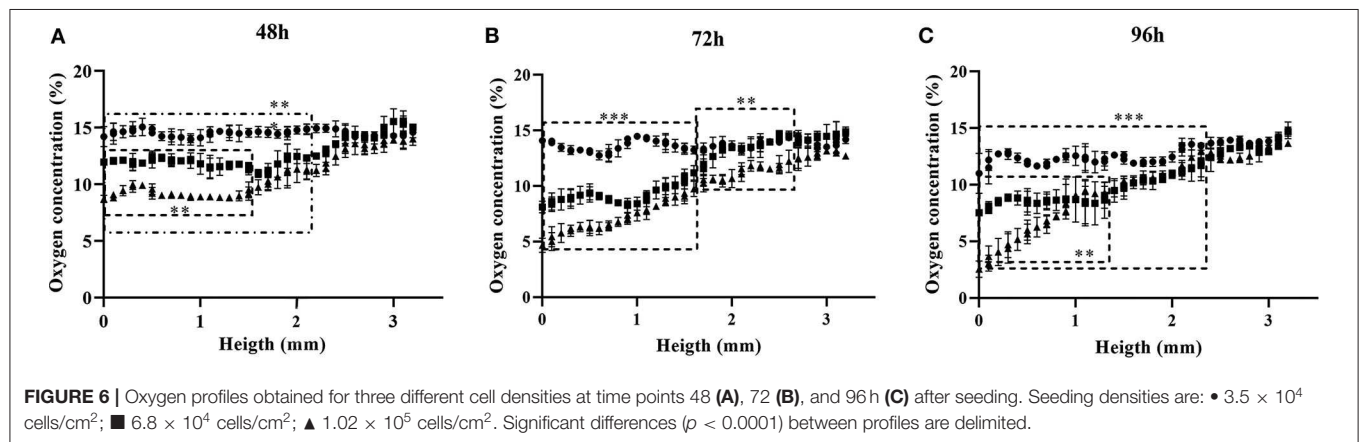 A
48h
Oxygen concentration (%)
20
15
10
5
0
**
*
**
0
1
2
3
Heigth (mm)
B
72h
Oxygen concentration (%)
20
15
10
5
0
***
**
0
1
2
3
Heigth (mm)
C
96h
Oxygen concentration (%)
20
15
10
5
0
***
**
0
1
2
3
Heigth (mm)
FIGURE 6 | Oxygen profiles obtained for three different cell densities at time points 48 (A), 72 (B), and 96 h (C) after seeding. Seeding densities are: • 3.5 × 10⁴
cells/cm²; ■ 6.8 × 10⁴ cells/cm²; ▲ 1.02 × 10⁵ cells/cm². Significant differences (p < 0.0001) between profiles are delimited.